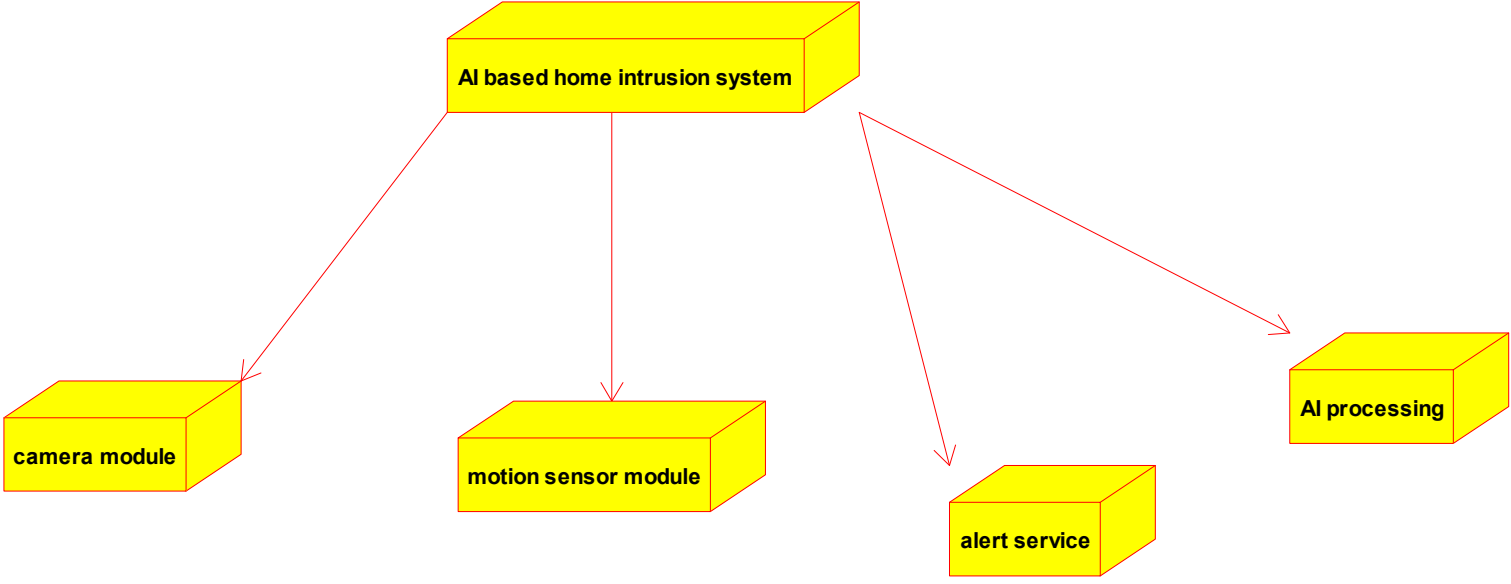 AI based home intrusion system
camera module
motion sensor module
alert service
AI processing